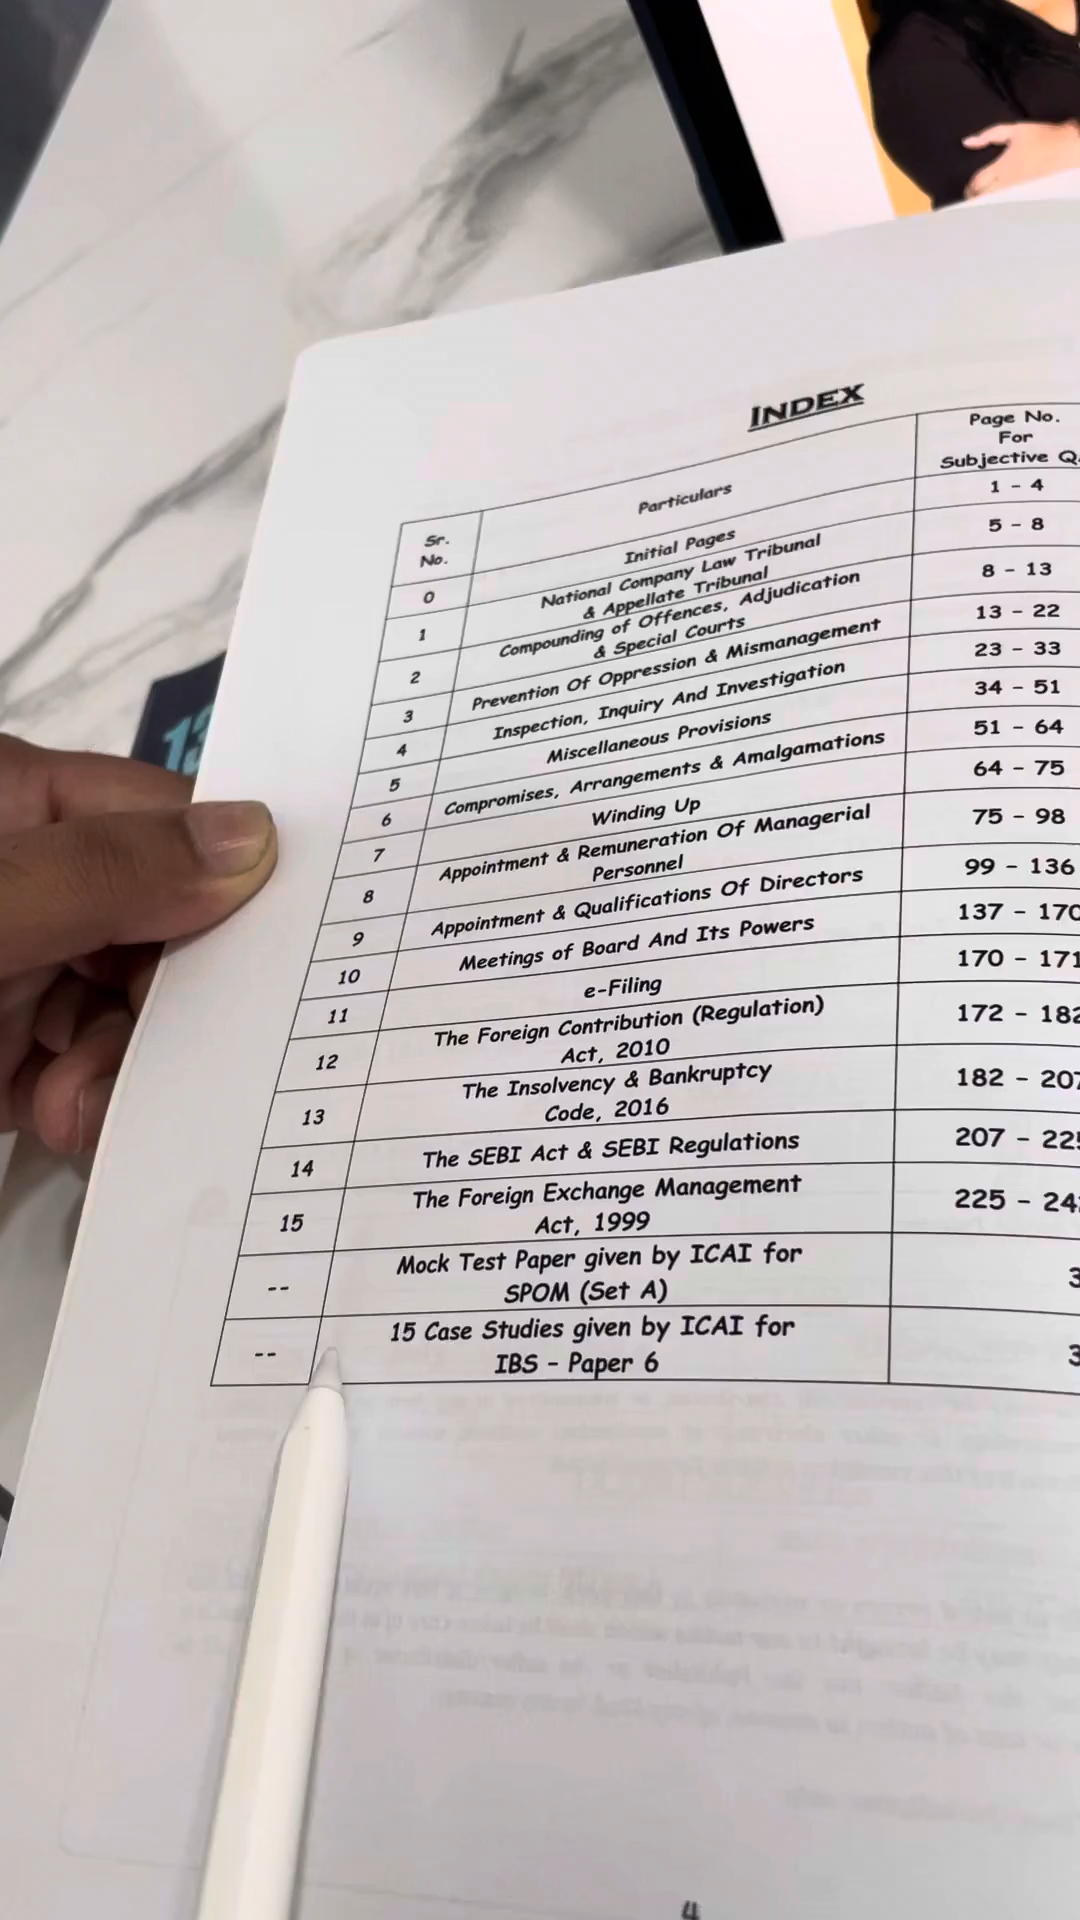 INDEX
Sr.
No.
Particulars
Page No.
For
Subjective
0
Initial Pages
1 - 4
1
National Company Law Tribunal
& Appellate Tribunal
5 - 8
2
Compounding of Offences, Adjudication
& Special Courts
8 - 13
3
Prevention Of Oppression & Mismanagement
13 - 22
4
Inspection, Inquiry And Investigation
23 - 33
5
Miscellaneous Provisions
34 - 51
6
Compromises, Arrangements & Amalgamations
51 - 64
7
Winding Up
64 - 75
8
Appointment & Remuneration Of Managerial
Personnel
75 - 98
9
Appointment & Qualifications Of Directors
99 - 136
10
Meetings of Board And Its Powers
137 - 170
11
e-Filing
170 - 171
12
The Foreign Contribution (Regulation)
Act, 2010
172 - 182
13
The Insolvency & Bankruptcy
Code, 2016
182 - 207
14
The SEBI Act & SEBI Regulations
207 - 225
15
The Foreign Exchange Management
Act, 1999
225 -
--
Mock Test Paper given by ICAI for
SPOM (Set A)
--
15 Case Studies given by ICAI for
IBS - Paper 6
4